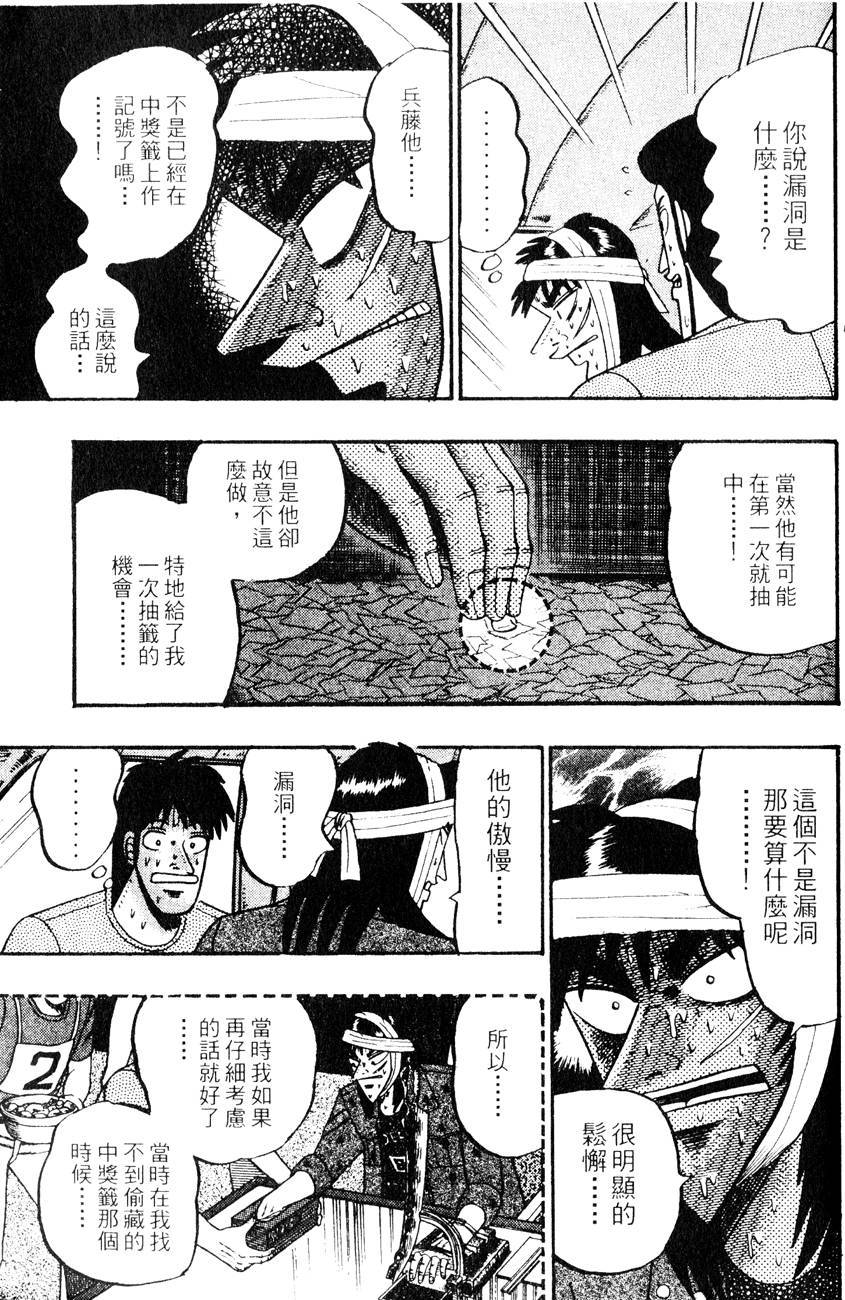 你說漏洞是
什麼……?
……
兵藤他……
不是已經在
中獎籤上作
記號了嗎…
……!
這麼說
的話…
當然他有可能
在第一次就抽
中……!
但是他卻
故意不這
麼做,
特地給了我
一次抽籤的
機會………
這個不是漏洞
那要算什麼呢
………!
很明顯的
鬆懈……
他的傲慢……
漏洞……
……
所以……
當時我如果
再仔細考慮
的話就好了
……
當時在我找
不到偷藏的
中獎籤那個
時候……
2